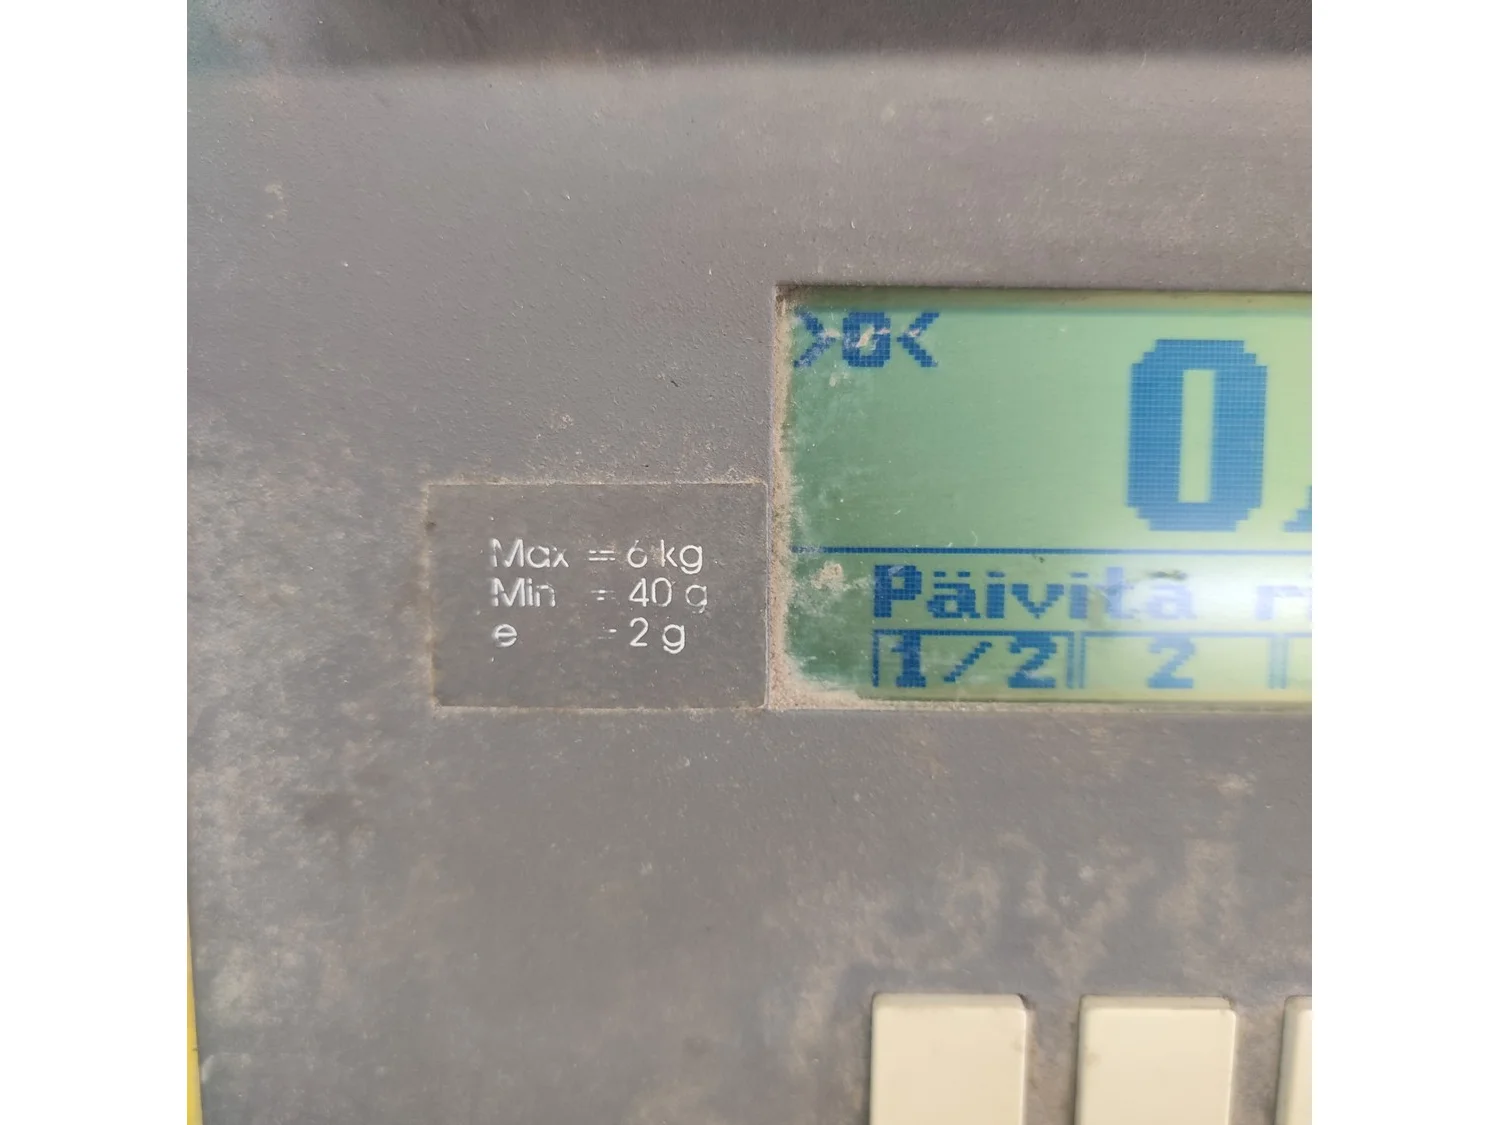 >0<
0.
Max = 6 kg
Min = 40 g
e = 2 g
Päivitä
1/2 2